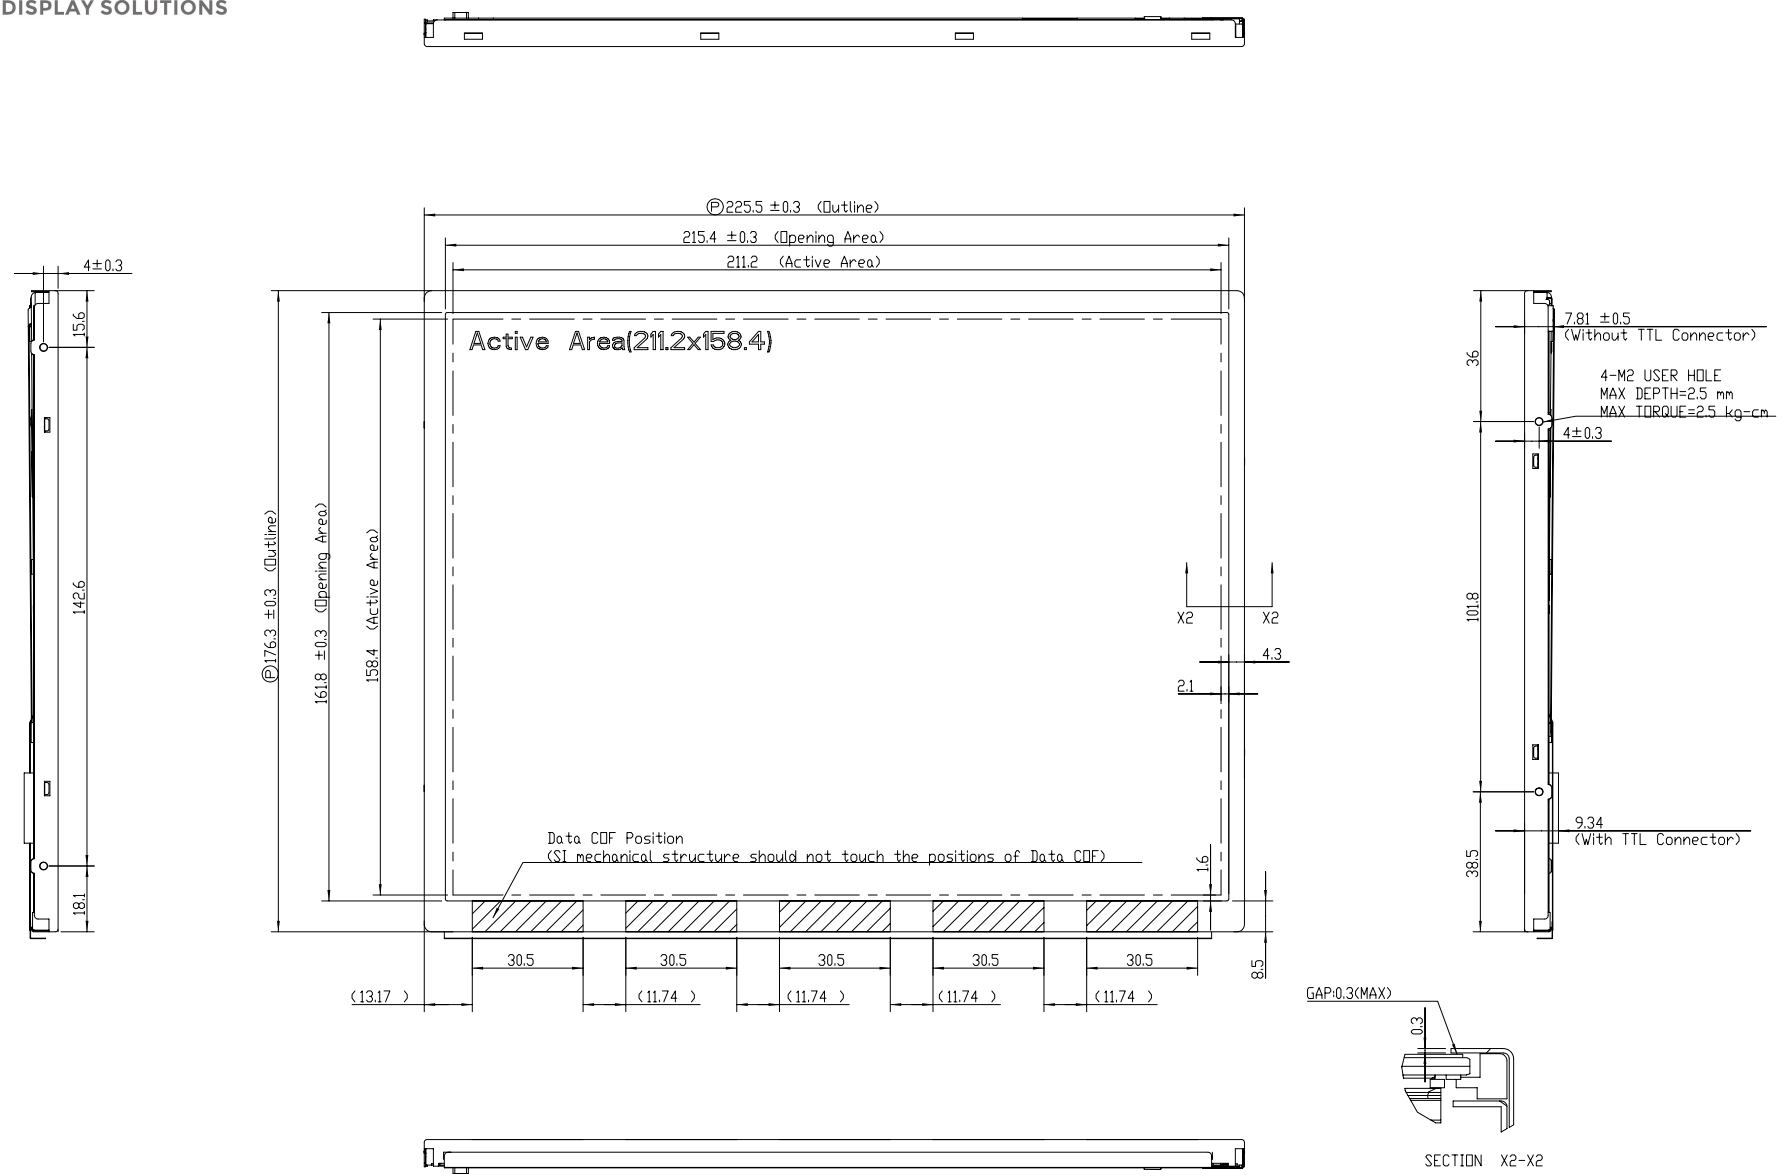 DISPLAY SOLUTIONS
Ⓟ225.5 ±0.3 (Outline)
215.4 ±0.3 (Opening Area)
211.2 (Active Area)
4±0.3
15.6
142.6
18.1
Ⓟ176.3 ±0.3 (Outline)
161.8 ±0.3 (Opening Area)
158.4 (Active Area)
Active Area(211.2x158.4)
X2 X2
4.3
2.1
Data COF Position
(SI mechanical structure should not touch the positions of Data COF)
1.6
8.5
30.5 30.5 30.5 30.5 30.5
(13.17 ) (11.74 ) (11.74 ) (11.74 ) (11.74 )
36
101.8
38.5
7.81 ±0.5
(Without TTL Connector)
4-M2 USER HOLE
MAX DEPTH=2.5 mm
MAX TORQUE=2.5 kg-cm
4±0.3
9.34
(With TTL Connector)
GAP:0.3(MAX)
0.3
SECTION X2-X2